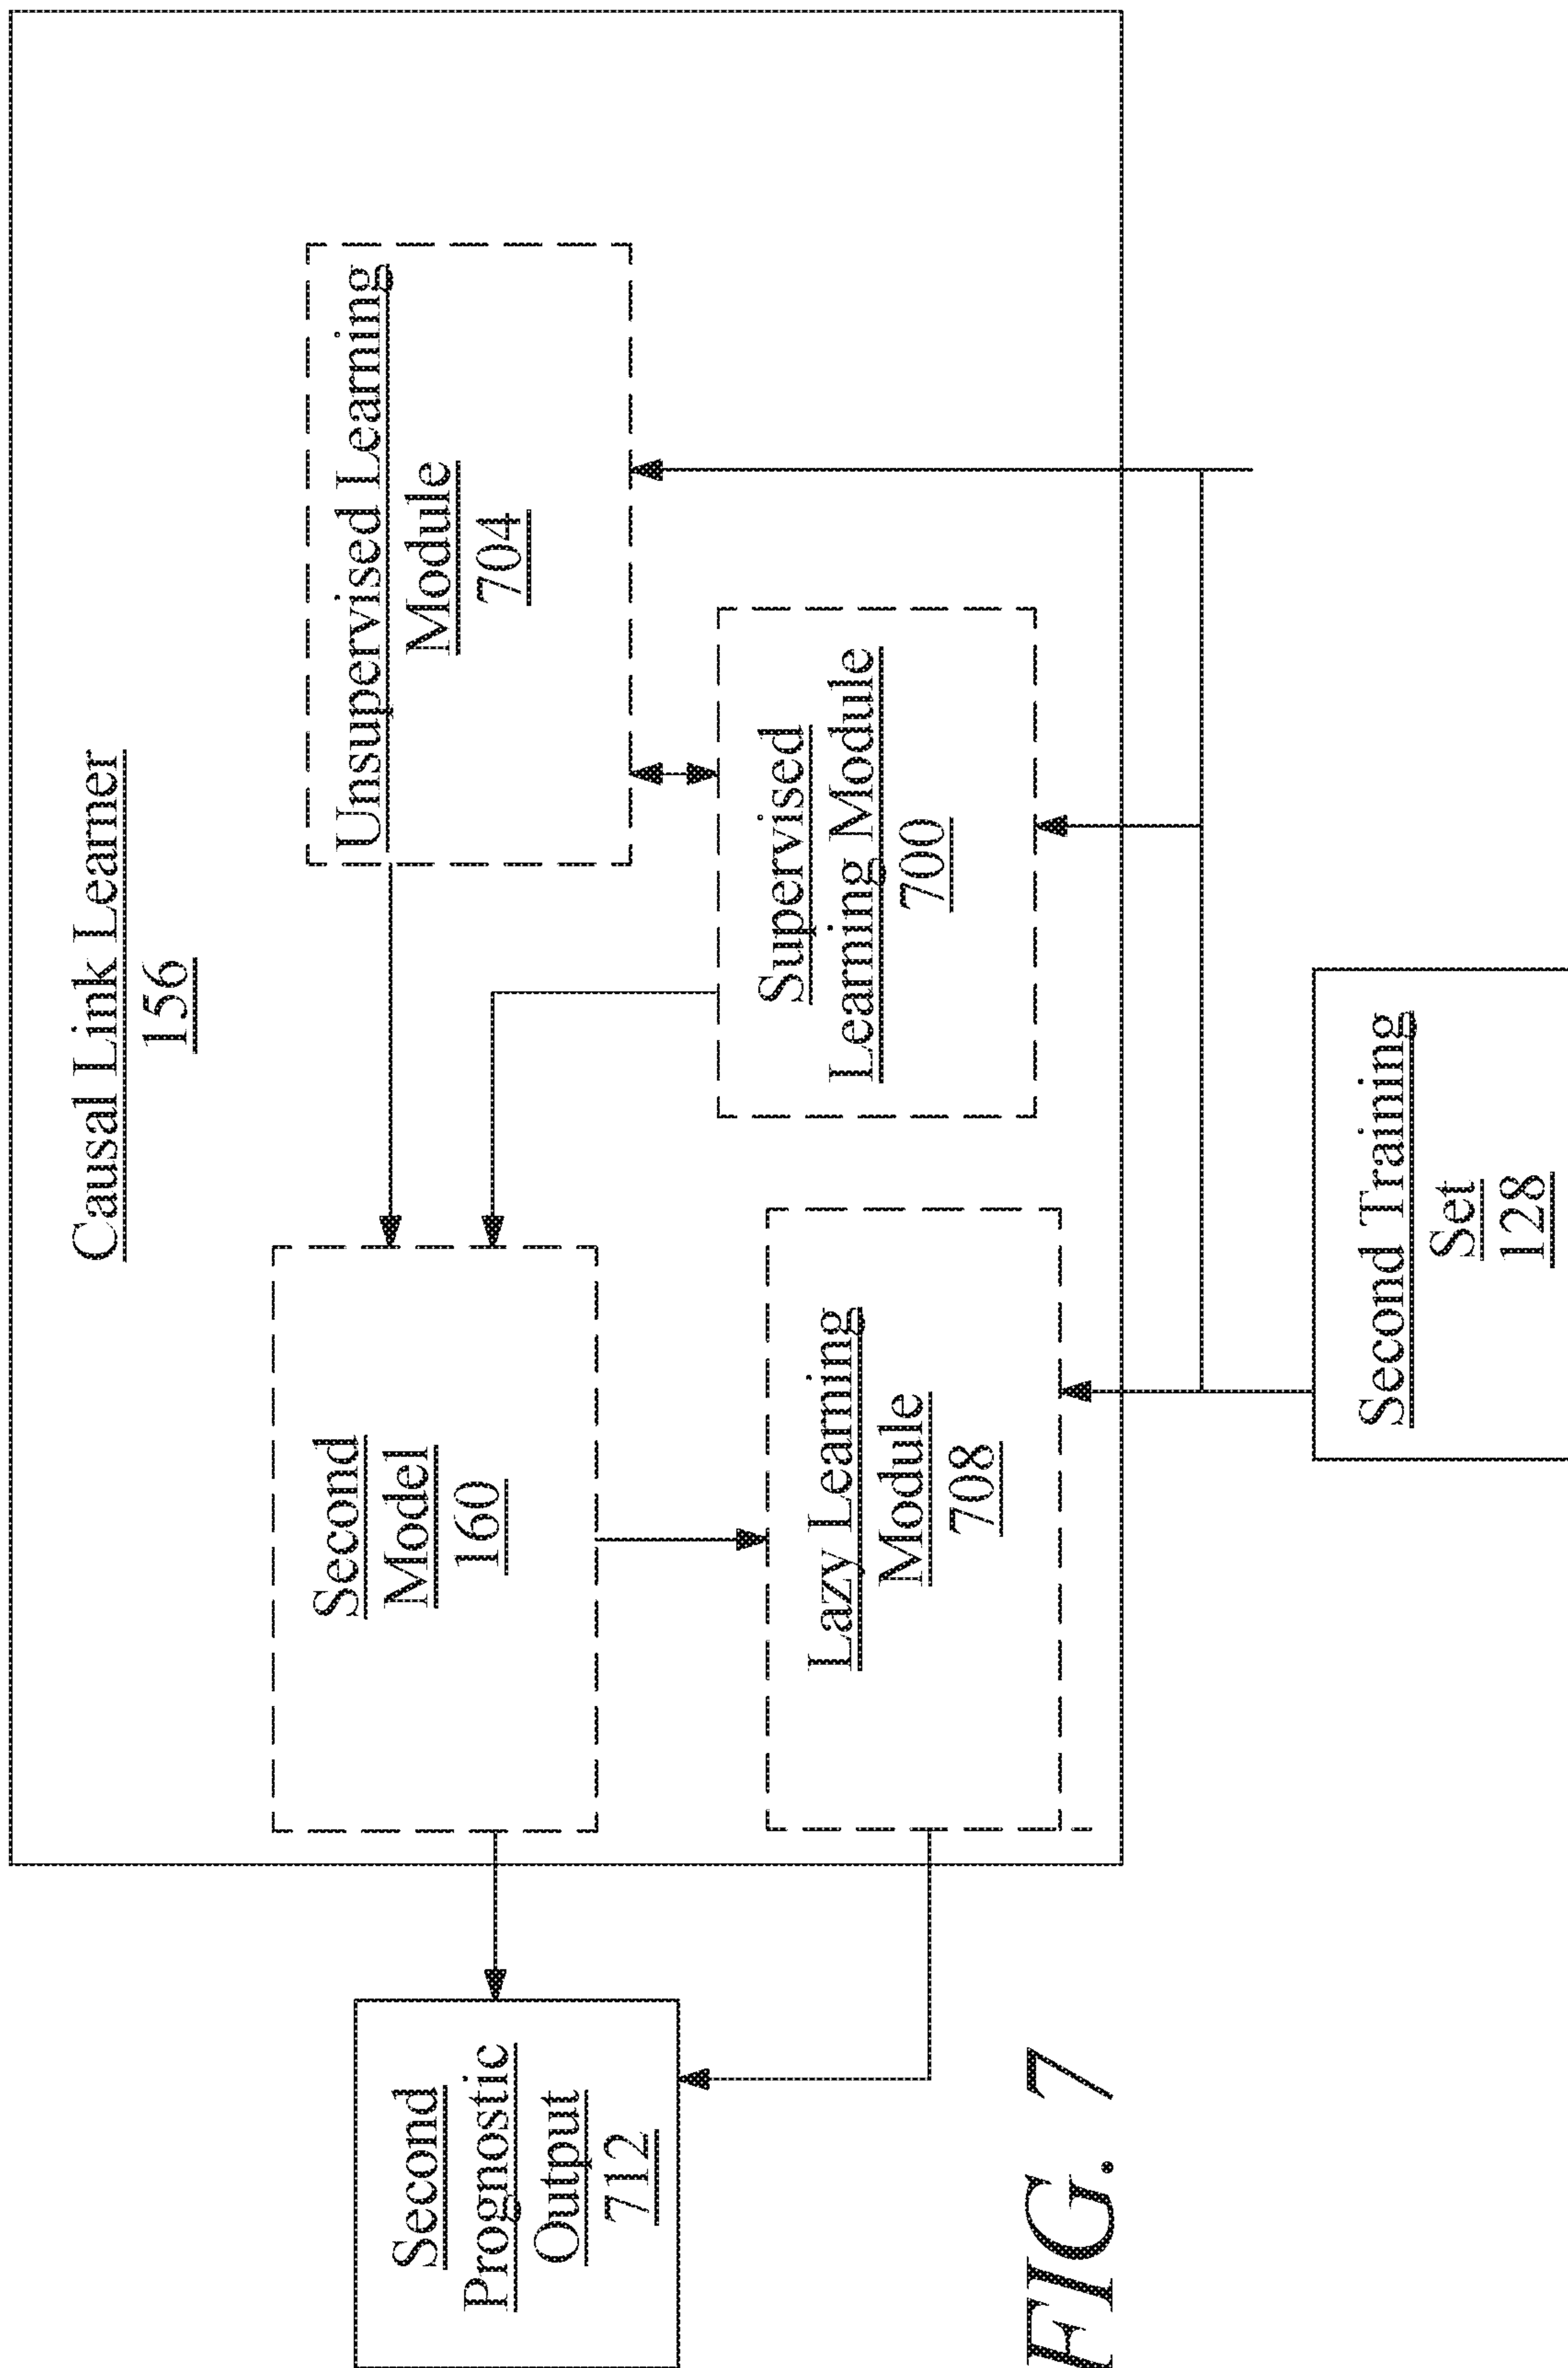 Causal Link Learner
156
Second
Prognostic
Output
712
Second
Model
160
Unsupervised Learning
Module
704
Lazy Learning
Module
708
Supervised
Learning Module
700
Second Training
Set
128
FIG. 7